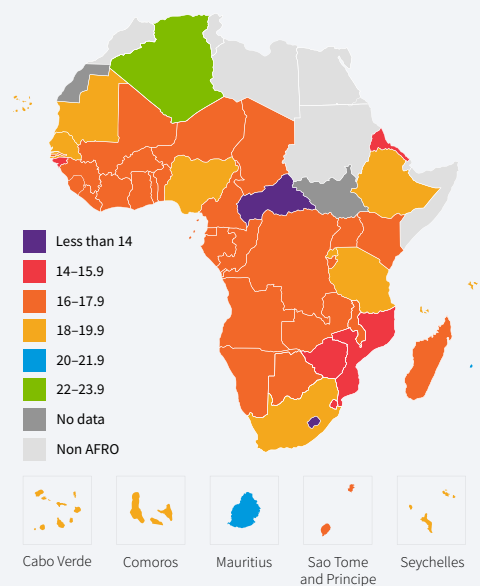 Less than 14
14–15.9
16–17.9
18–19.9
20–21.9
22–23.9
No data
Non AFRO
Cabo Verde
Comoros
Mauritius
Sao Tome
and Principe
Seychelles